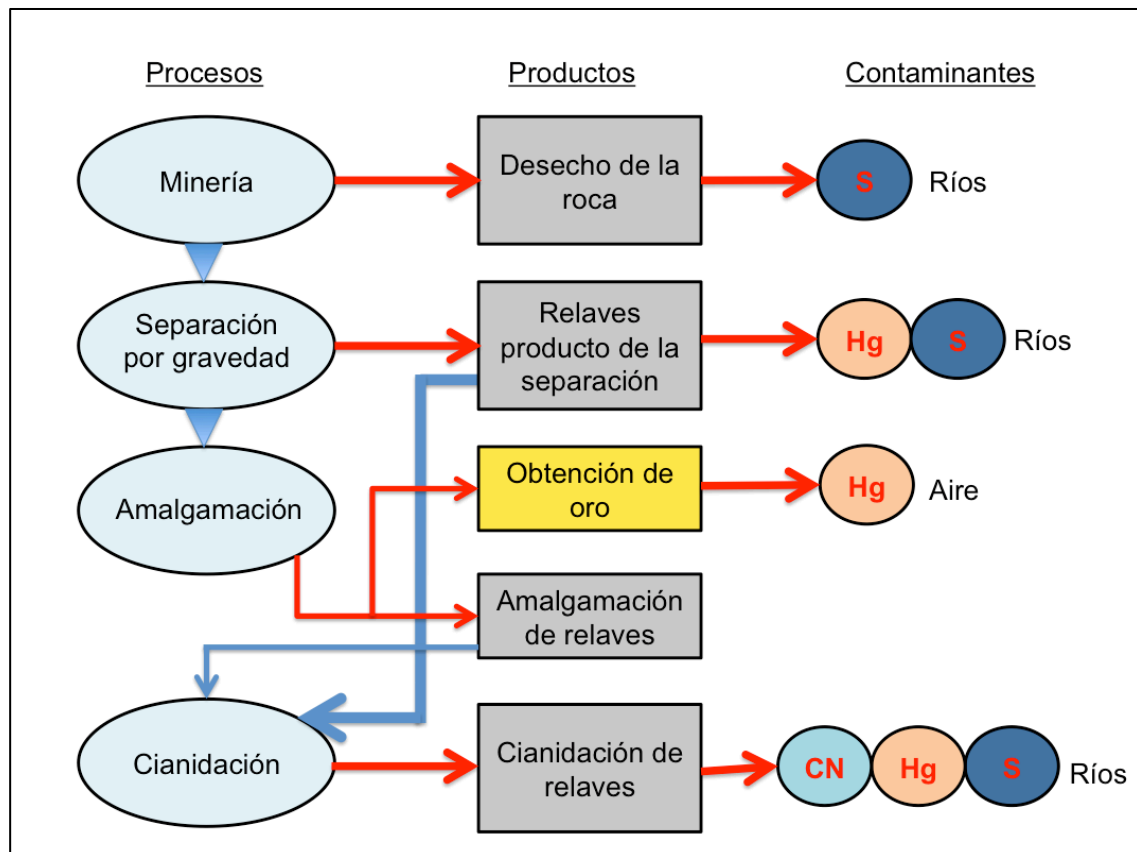 Procesos
Productos
Contaminantes
Minería
Desecho de la
roca
S
Ríos
Separación
por gravedad
Relaves
producto de la
separación
Hg
S
Ríos
Amalgamación
Obtención de
oro
Hg
Aire
Amalgamación
de relaves
Cianidación
Cianidación de
relaves
CN
Hg
S
Ríos